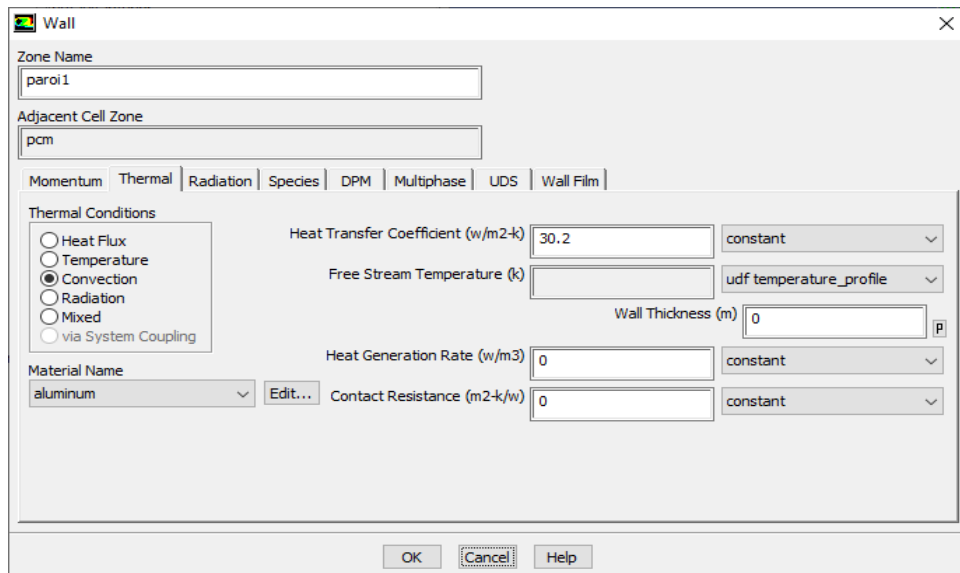 Wall
Zone Name
paroi1
Adjacent Cell Zone
pcm
Momentum Thermal Radiation Species DPM Multiphase UDS Wall Film
Thermal Conditions
Heat Flux
Temperature
Convection
Radiation
Mixed
via System Coupling
Material Name
aluminum Edit...
Heat Transfer Coefficient (w/m2-k) 30.2 constant
Free Stream Temperature (k) udf temperature_profile
Wall Thickness (m) 0 P
Heat Generation Rate (w/m3) 0 constant
Contact Resistance (m2-k/w) 0 constant
OK Cancel Help